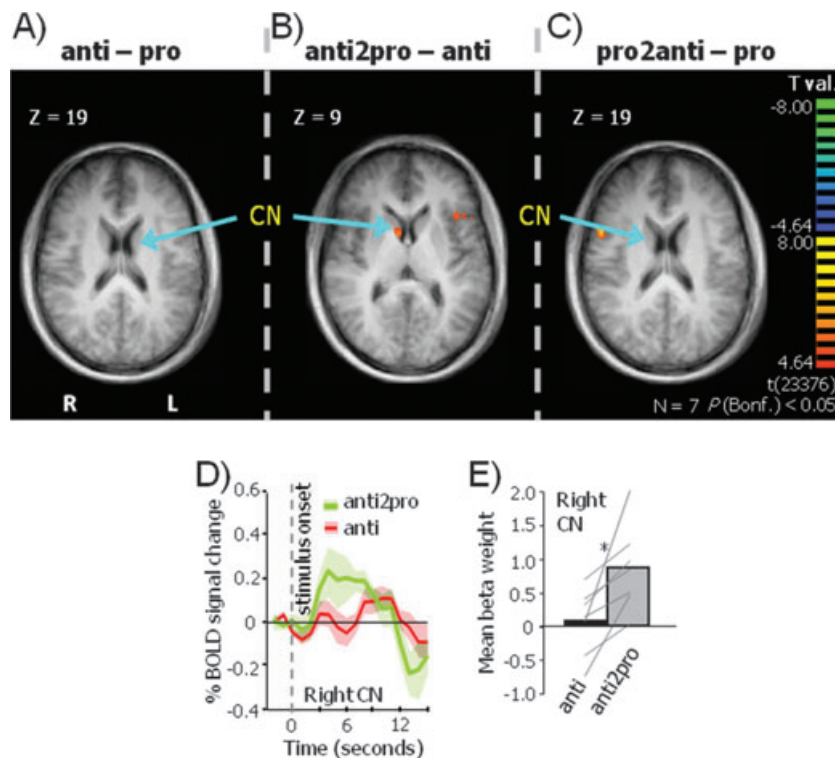 A) B) C)
anti – pro anti2pro – anti pro2anti – pro
T val.
-8.00
Z = 19 Z = 9 Z = 19
CN CN
-4.64
8.00
4.64
t(23376)
R L N = 7 P(Bonf.) < 0.05
D)
0.6
0.4
0.2
0
-0.2
-0.4
% BOLD signal change
stimulus onset
anti2pro
anti
Right CN
0 6 12
Time (seconds)
E)
2.0
1.5
1.0
0.5
0
-0.5
-1.0
Mean beta weight
Right
CN
*
anti
anti2pro